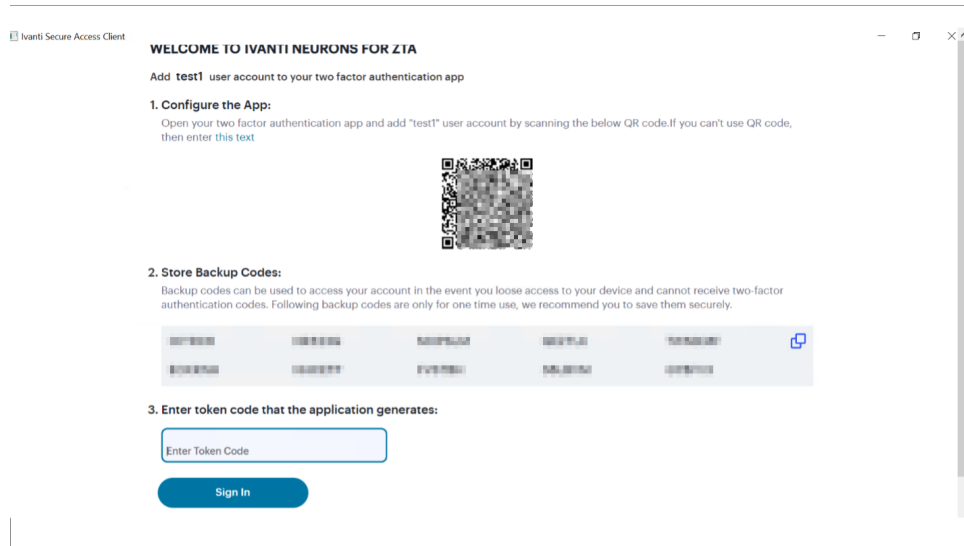 Ivanti Secure Access Client
WELCOME TO IVANTI NEURONS FOR ZTA
Add test1 user account to your two factor authentication app
1. Configure the App:
Open your two factor authentication app and add "test1" user account by scanning the below QR code.If you can't use QR code,
then enter this text
2. Store Backup Codes:
Backup codes can be used to access your account in the event you loose access to your device and cannot receive two-factor
authentication codes. Following backup codes are only for one time use, we recommend you to save them securely.
3. Enter token code that the application generates:
Enter Token Code
Sign In